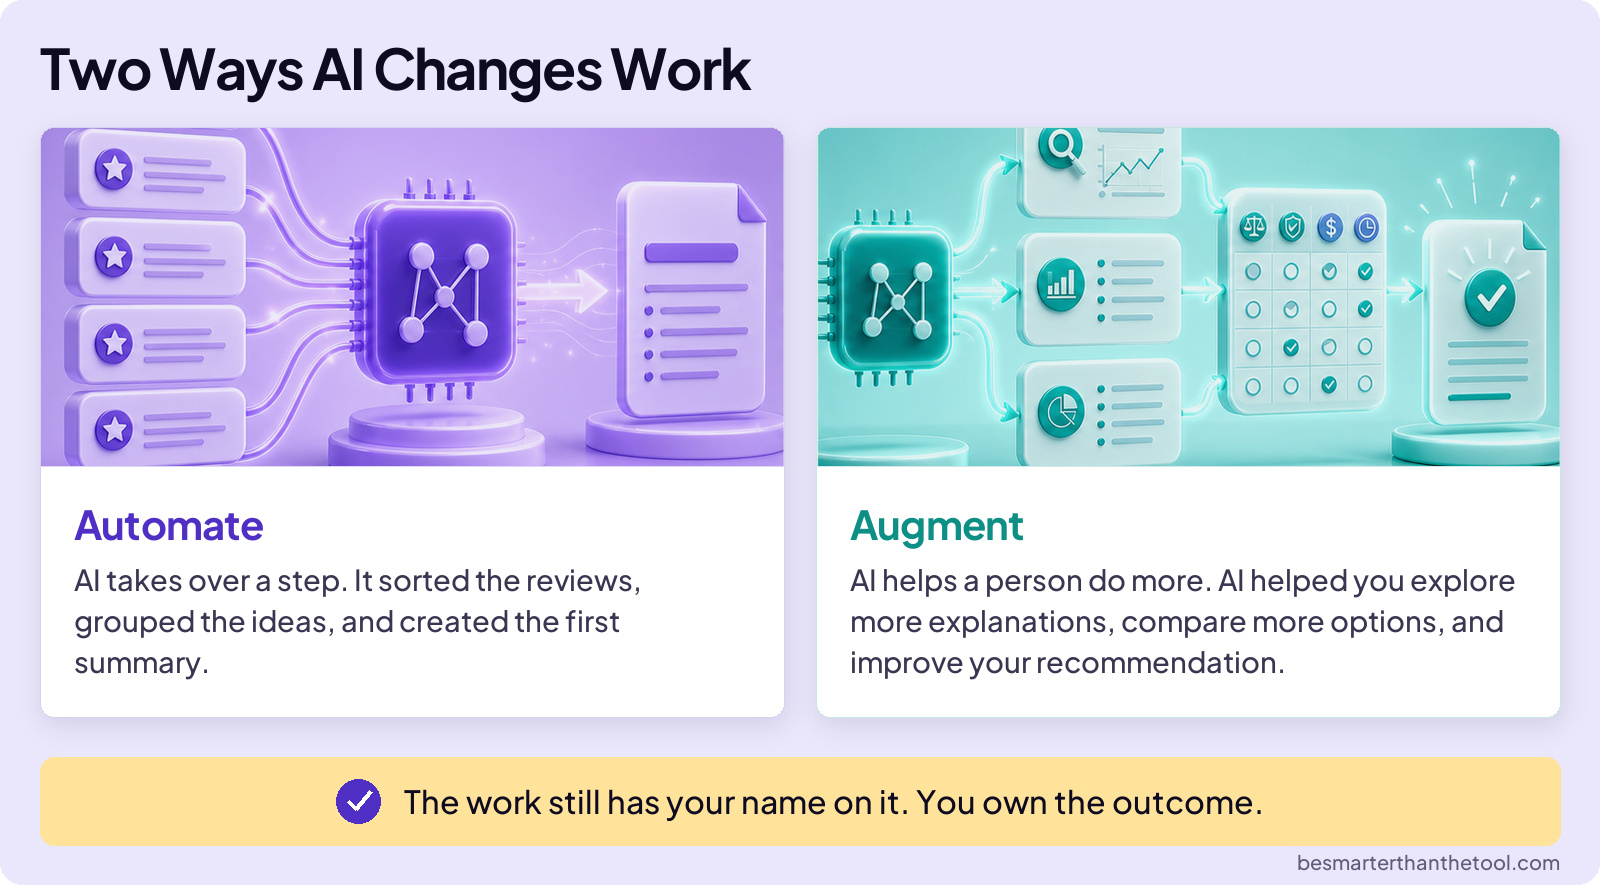 Two Ways AI Changes Work
Automate
AI takes over a step. It sorted the reviews,
grouped the ideas, and created the first
summary.
Augment
AI helps a person do more. AI helped you explore
more explanations, compare more options, and
improve your recommendation.
The work still has your name on it. You own the outcome.
besmarterthanthetool.com